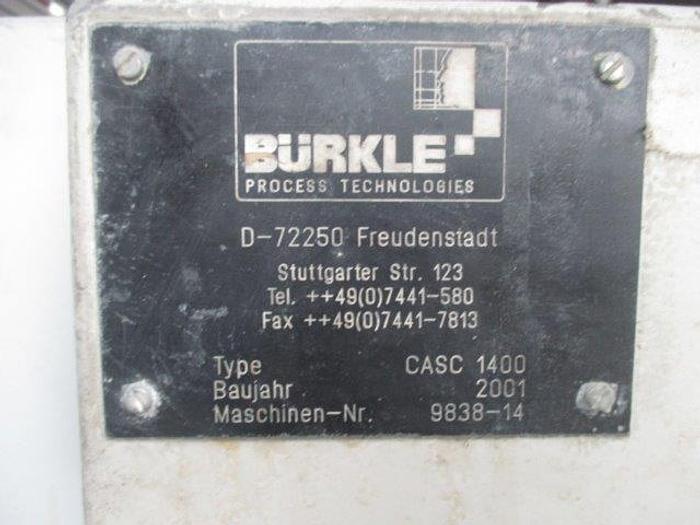 BÜRKLE
PROCESS TECHNOLOGIES
D-72250 Freudenstadt
Stuttgarter Str. 123
Tel. ++49(0)7441-580
Fax ++49(0)7441-7813
Type CASC 1400
Baujahr 2001
Maschinen-Nr. 9838-14